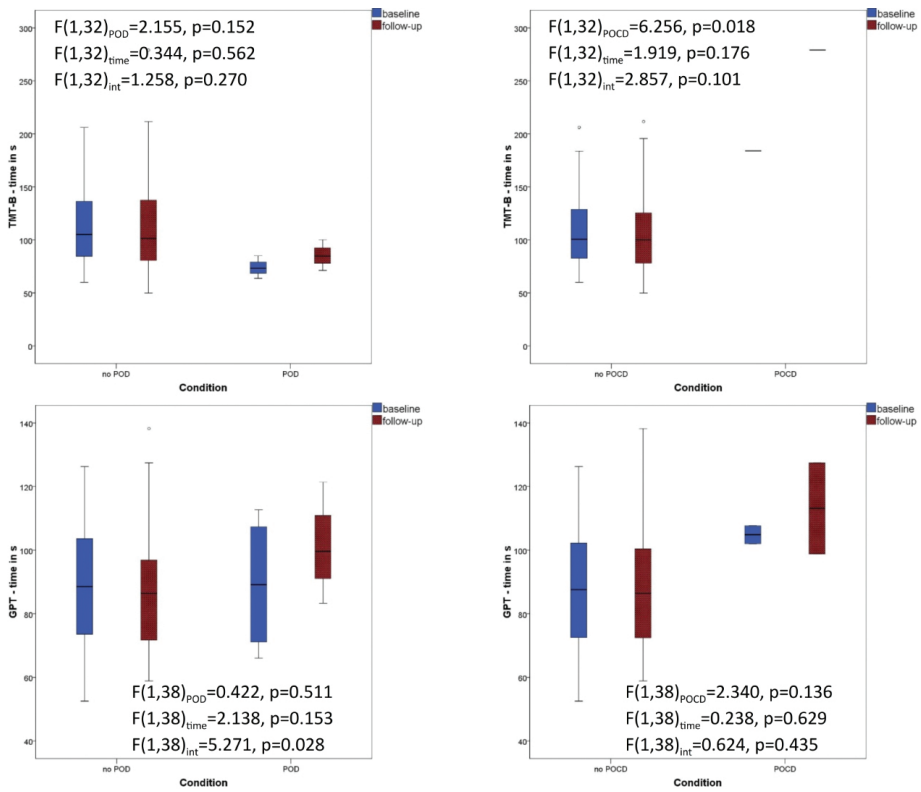 baseline
follow-up
F(1,32)POD=2.155, p=0.152
F(1,32)time=0.344, p=0.562
F(1,32)int=1.258, p=0.270
300
250
200
150
100
50
0
TMT-B - time in s
no POD
POD
Condition
baseline
follow-up
F(1,32)POCD=6.256, p=0.018
F(1,32)time=1.919, p=0.176
F(1,32)int=2.857, p=0.101
300
250
200
150
100
50
0
TMT-B - time in s
no POCD
POCD
Condition
baseline
follow-up
140
120
100
80
60
40
GPT - time in s
F(1,38)POD=0.422, p=0.511
F(1,38)time=2.138, p=0.153
F(1,38)int=5.271, p=0.028
no POD
POD
Condition
baseline
follow-up
140
120
100
80
60
40
GPT - time in s
F(1,38)POCD=2.340, p=0.136
F(1,38)time=0.238, p=0.629
F(1,38)int=0.624, p=0.435
no POCD
POCD
Condition